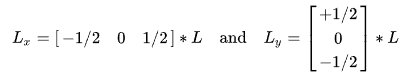 L_x = [ −1/2   0   1/2 ] ∗ L   and   L_y = [ +1/2   0   −1/2 ] ∗ L